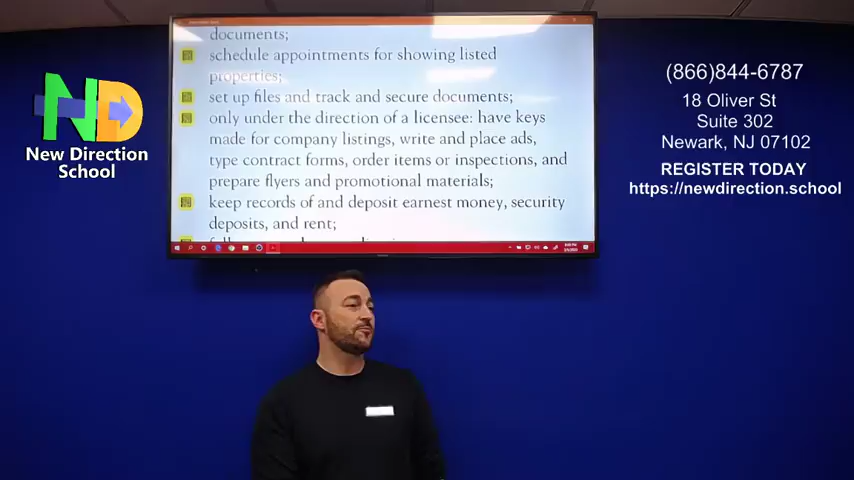 documents;
schedule appointments for showing listed
properties;
set up files and track and secure documents;
only under the direction of a licensee: have keys
made for company listings, write and place ads,
type contract forms, order items or inspections, and
prepare flyers and promotional materials;
keep records of and deposit earnest money, security
deposits, and rent;
ND
New Direction
School
(866)844-6787
18 Oliver St
Suite 302
Newark, NJ 07102
REGISTER TODAY
https://newdirection.school